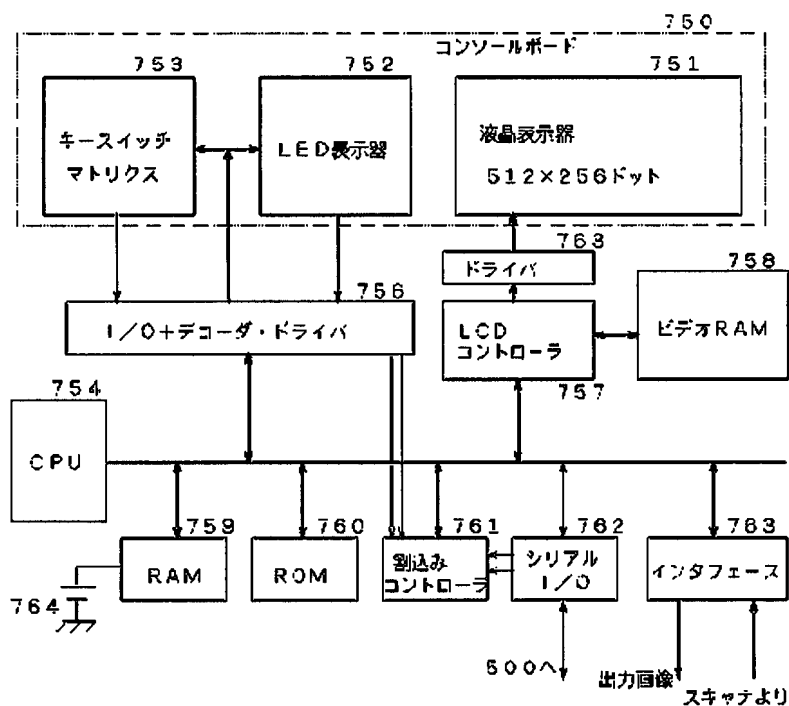 750
コンソールボード
753
752
751
キースイッチ
マトリクス
LED表示器
液晶表示器
512×256ドット
763
ドライバ
758
756
I/O+デコーダ・ドライバ
LCD
コントローラ
ビデオRAM
757
754
CPU
759
760
761
762
763
RAM
ROM
割込み
コントローラ
シリアル
I/O
インタフェース
764
500へ
出力画像
スキャナより